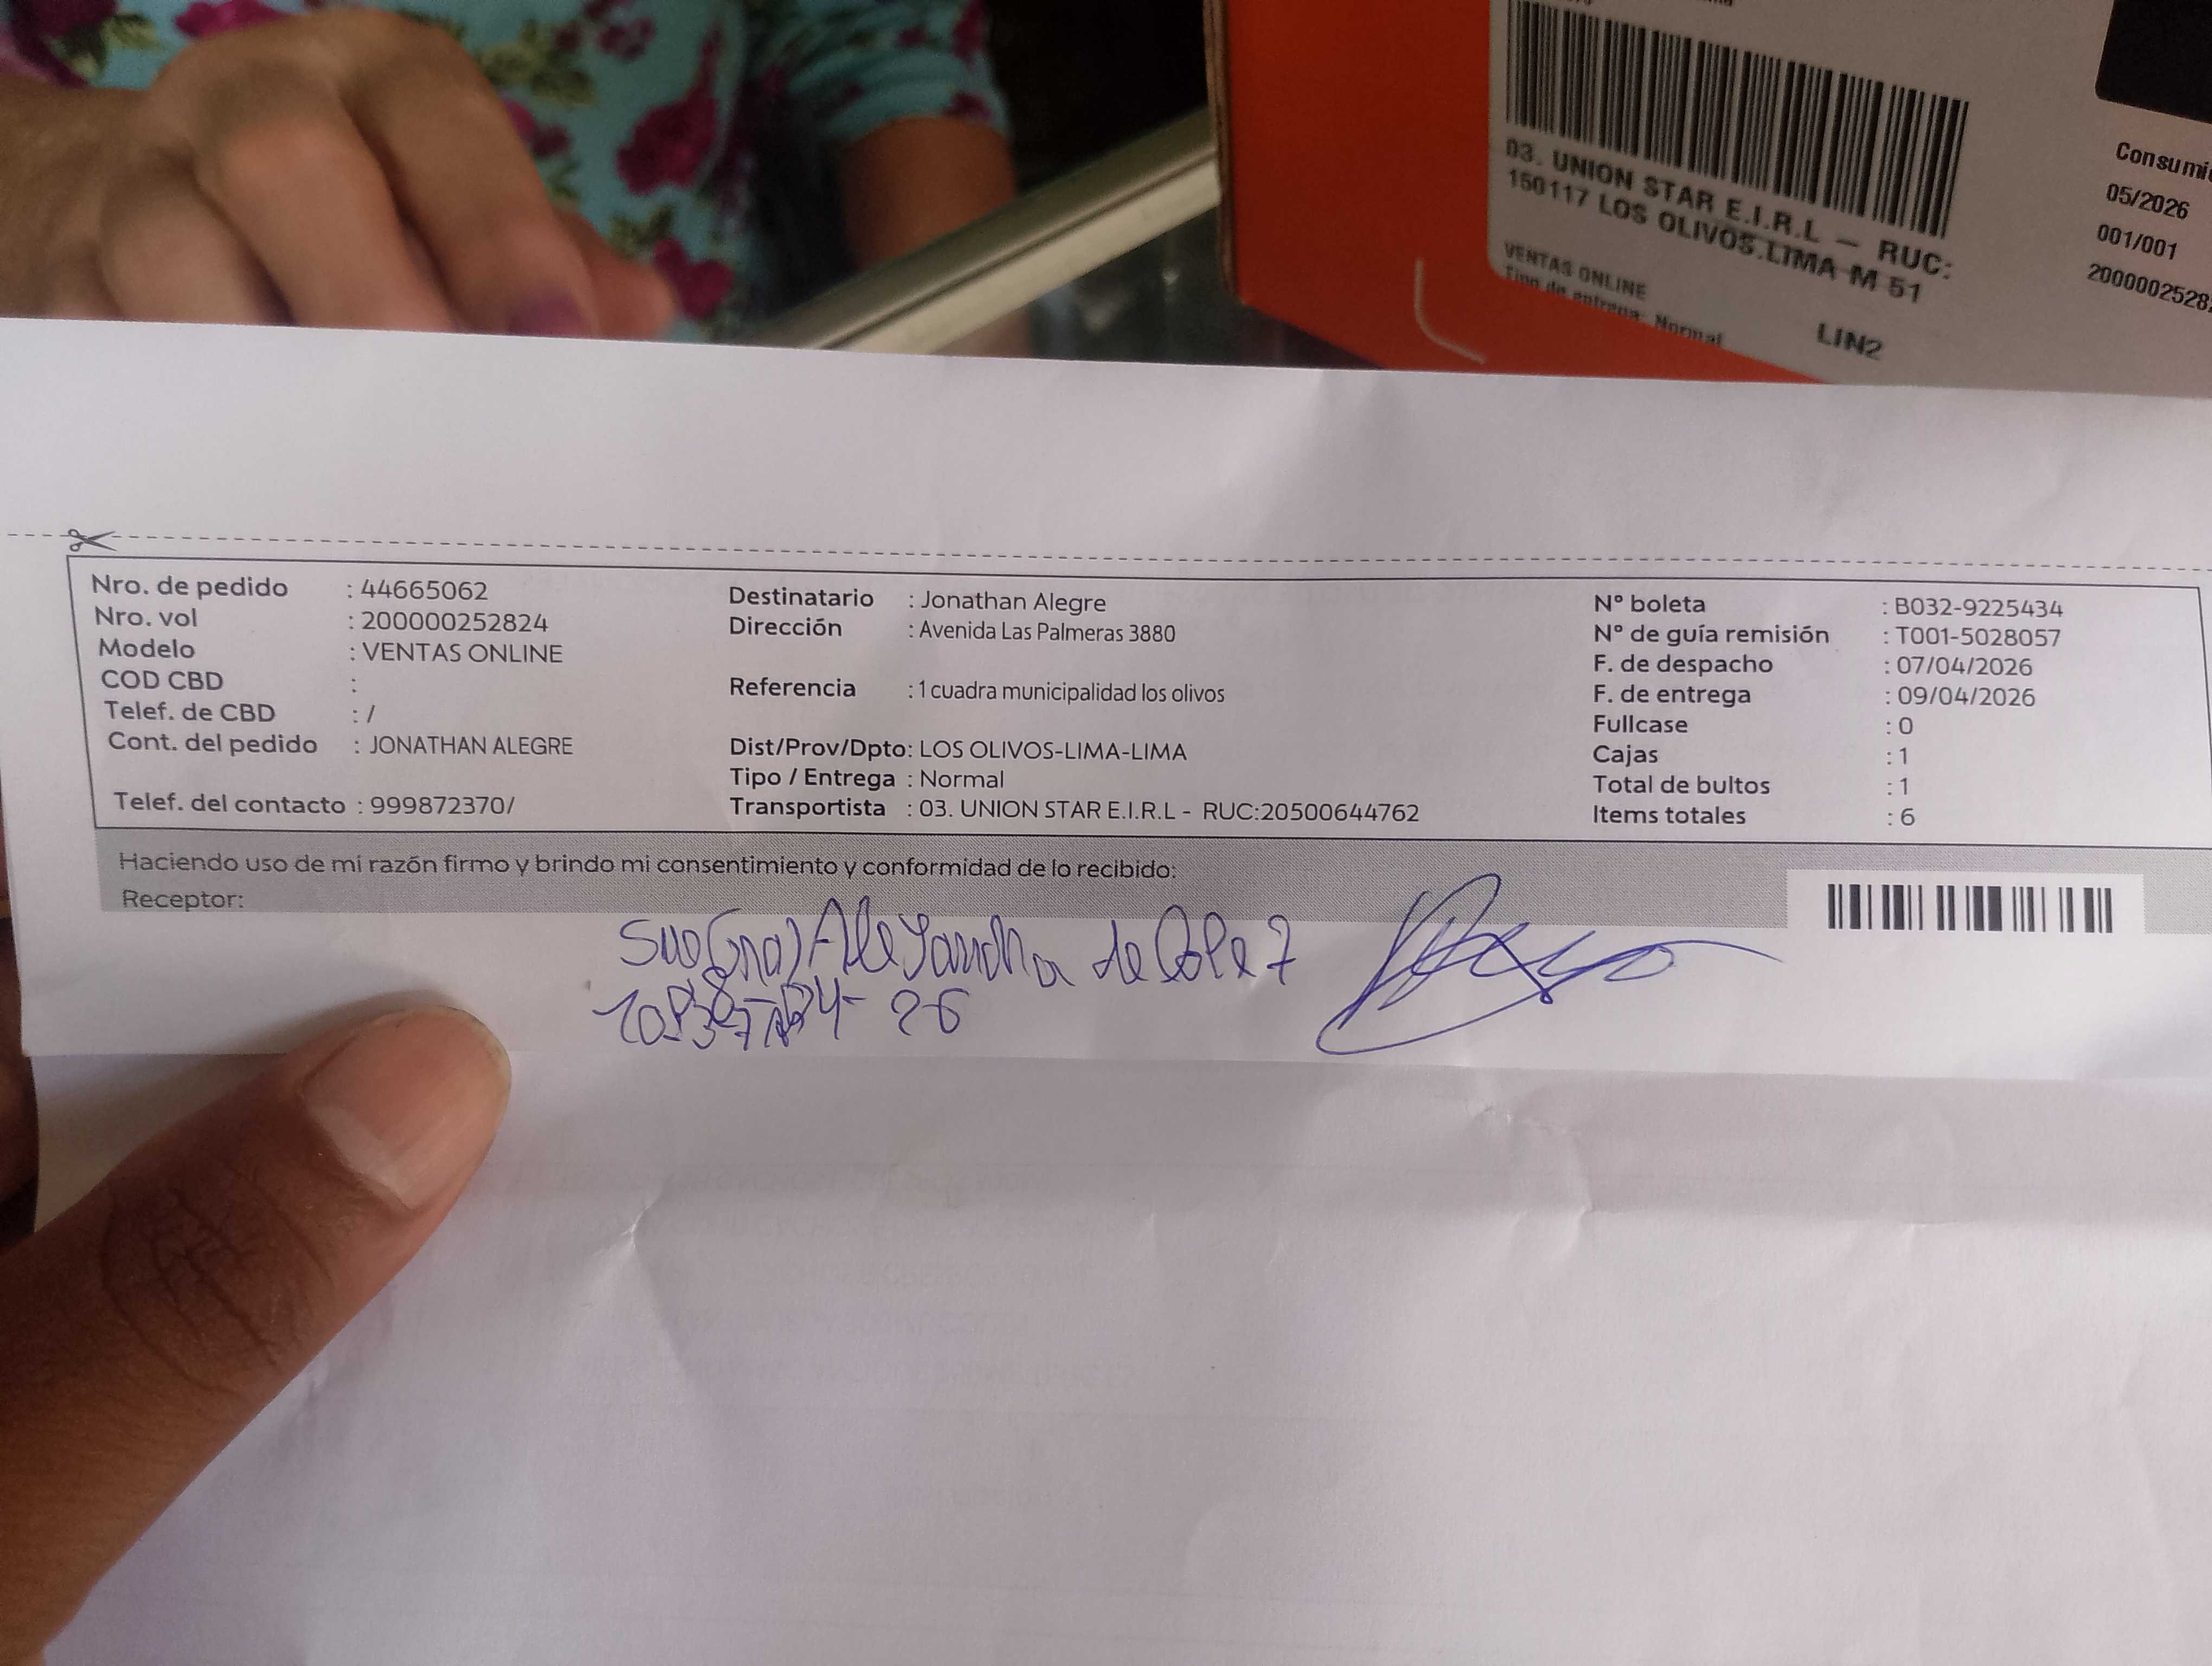 03. UNION STAR E.I.R.L - RUC:
150117 LOS OLIVOS.LIMA M 51
VENTAS ONLINE
Tipo de entrega: Normal
LIN2
05/2026
001/001
Nro. de pedido : 44665062
Nro. vol : 200000252824
Modelo : VENTAS ONLINE
COD CBD :
Telef. de CBD : /
Cont. del pedido : JONATHAN ALEGRE
Telef. del contacto : 999872370/
Destinatario : Jonathan Alegre
Dirección : Avenida Las Palmeras 3880
Referencia : 1 cuadra municipalidad los olivos
Dist/Prov/Dpto: LOS OLIVOS-LIMA-LIMA
Tipo / Entrega : Normal
Transportista : 03. UNION STAR E.I.R.L - RUC:20500644762
N° boleta : B032-9225434
N° de guía remisión : T001-5028057
F. de despacho : 07/04/2026
F. de entrega : 09/04/2026
Fullcase : 0
Cajas : 1
Total de bultos : 1
Items totales : 6
Haciendo uso de mi razón firmo y brindo mi consentimiento y conformidad de lo recibido:
Receptor:
de
26